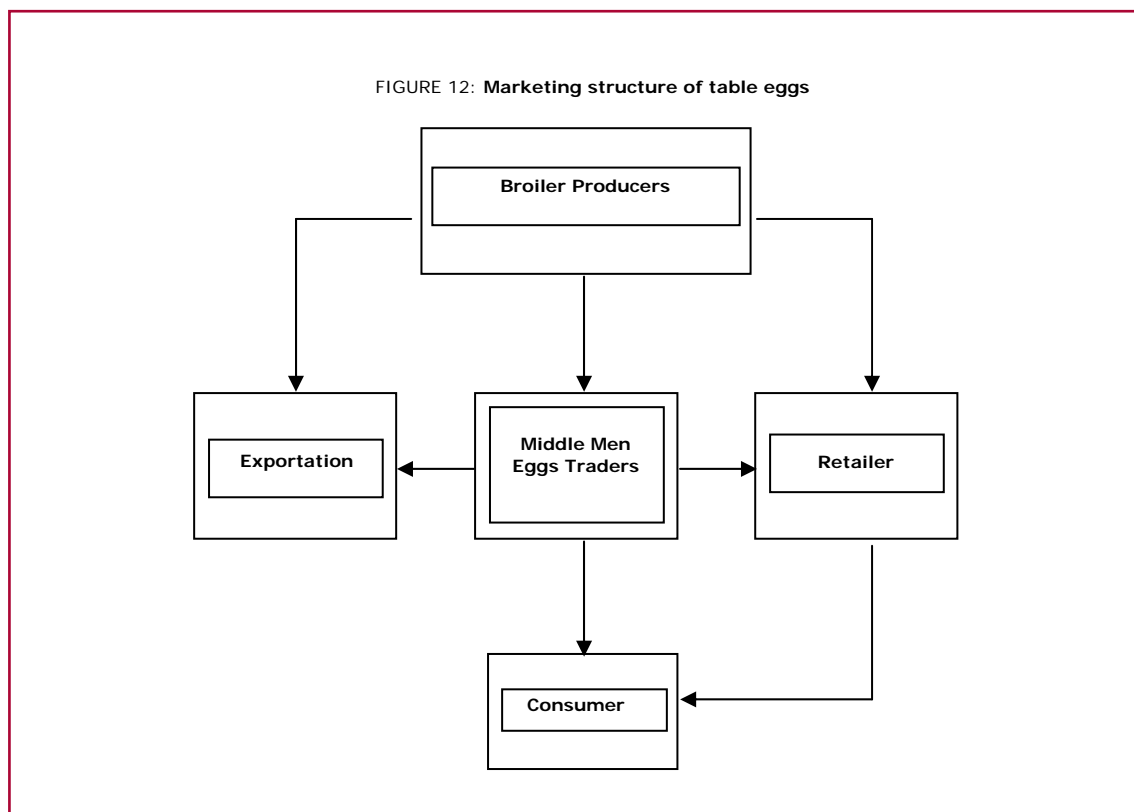 FIGURE 12: Marketing structure of table eggs
Broiler Producers
Exportation
Middle Men
Eggs Traders
Retailer
Consumer